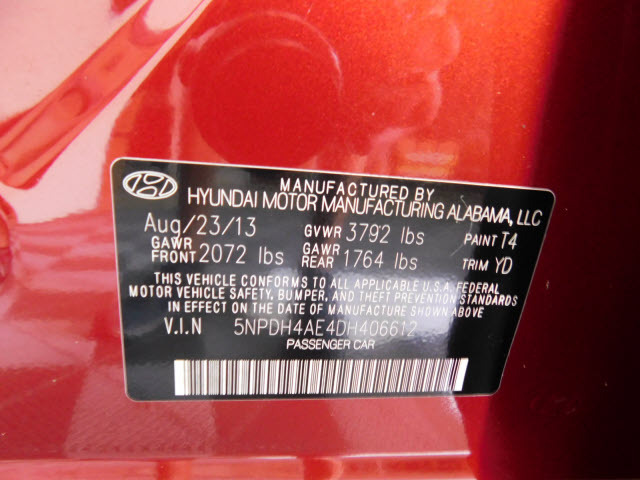 MANUFACTURED BY
HYUNDAI MOTOR MANUFACTURING ALABAMA, LLC
Aug/23/13 GVWR 3792 lbs PAINT T4
GAWR FRONT 2072 lbs GAWR REAR 1764 lbs TRIM YD
THIS VEHICLE CONFORMS TO ALL APPLICABLE U.S.A. FEDERAL
MOTOR VEHICLE SAFETY, BUMPER, AND THEFT PREVENTION STANDARDS
IN EFFECT ON THE DATE OF MANUFACTURE SHOWN ABOVE.
V.I.N 5NPDH4AE4DH406612
PASSENGER CAR